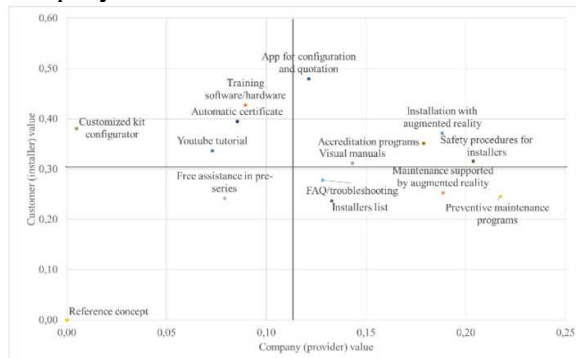 0,60
0,50
0,40
0,30
0,20
0,10
0,00
Customer (installer) value
App for configuration
and quotation
Training
software/hardware
Automatic certificate
Customized kit
configurator
Youtube tutorial
Free assistance in pre-
series
Installation with
augmented reality
Accreditation programs
Safety procedures for
installers
Visual manuals
Maintenance supported
by augmented reality
FAQ/troubleshooting
Installers list
Preventive maintenance
programs
Reference concept
0,00 0,05 0,10 0,15 0,20 0,25
Company (provider) value